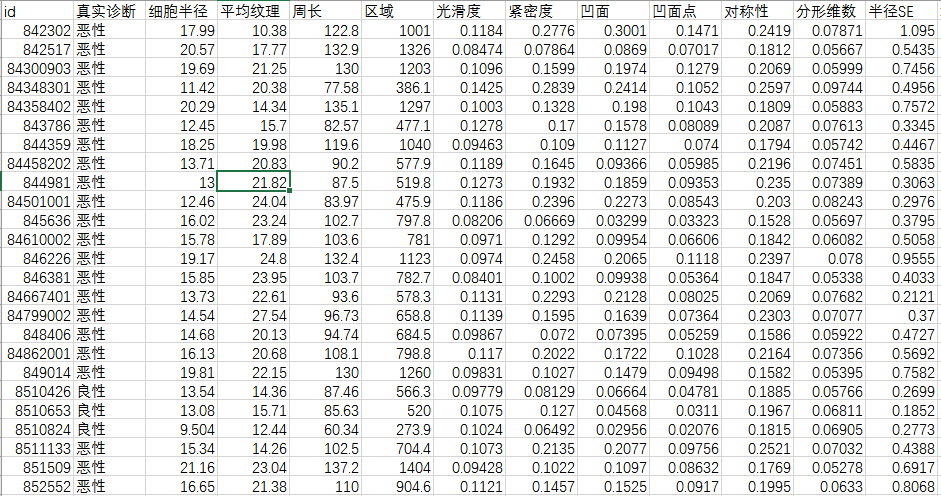 id 真实诊断 细胞半径 平均纹理 周长 区域 光滑度 紧密度 凹面 凹面点 对称性 分形维数 半径SE
842302 恶性 17.99 10.38 122.8 1001 0.1184 0.2776 0.3001 0.1471 0.2419 0.07871 1.095
842517 恶性 20.57 17.77 132.9 1326 0.08474 0.07864 0.0869 0.07017 0.1812 0.05667 0.5435
84300903 恶性 19.69 21.25 130 1203 0.1096 0.1599 0.1974 0.1279 0.2069 0.05999 0.7456
84348301 恶性 11.42 20.38 77.58 386.1 0.1425 0.2839 0.2414 0.1052 0.2597 0.09744 0.4956
84358402 恶性 20.29 14.34 135.1 1297 0.1003 0.1328 0.198 0.1043 0.1809 0.05883 0.7572
843786 恶性 12.45 15.7 82.57 477.1 0.1278 0.17 0.1578 0.08089 0.2087 0.07613 0.3345
844359 恶性 18.25 19.98 119.6 1040 0.09463 0.109 0.1127 0.074 0.1794 0.05742 0.4467
84458202 恶性 13.71 20.83 90.2 577.9 0.1189 0.1645 0.09366 0.05985 0.2196 0.07451 0.5835
844981 恶性 13 21.82 87.5 519.8 0.1273 0.1932 0.1859 0.09353 0.235 0.07389 0.3063
84501001 恶性 12.46 24.04 83.97 475.9 0.1186 0.2396 0.2273 0.08543 0.203 0.08243 0.2976
845636 恶性 16.02 23.24 102.7 797.8 0.08206 0.06669 0.03299 0.03323 0.1528 0.05697 0.3795
84610002 恶性 15.78 17.89 103.6 781 0.0971 0.1292 0.09954 0.06606 0.1842 0.06082 0.5058
846226 恶性 19.17 24.8 132.4 1123 0.0974 0.2458 0.2065 0.1118 0.2397 0.078 0.9555
846381 恶性 15.85 23.95 103.7 782.7 0.08401 0.1002 0.09938 0.05364 0.1847 0.05338 0.4033
84667401 恶性 13.73 22.61 93.6 578.3 0.1131 0.2293 0.2128 0.08025 0.2069 0.07682 0.2121
84799002 恶性 14.54 27.54 96.73 658.8 0.1139 0.1595 0.1639 0.07364 0.2303 0.07077 0.37
848406 恶性 14.68 20.13 94.74 684.5 0.09867 0.072 0.07395 0.05259 0.1586 0.05922 0.4727
84862001 恶性 16.13 20.68 108.1 798.8 0.117 0.2022 0.1722 0.1028 0.2164 0.07356 0.5692
849014 恶性 19.81 22.15 130 1260 0.09831 0.1027 0.1479 0.09498 0.1582 0.05395 0.7582
8510426 良性 13.54 14.36 87.46 566.3 0.09779 0.08129 0.06664 0.04781 0.1885 0.05766 0.2699
8510653 良性 13.08 15.71 85.63 520 0.1075 0.127 0.04568 0.0311 0.1967 0.06811 0.1852
8510824 良性 9.504 12.44 60.34 273.9 0.1024 0.06492 0.02956 0.02076 0.1815 0.06905 0.2773
8511133 恶性 15.34 14.26 102.5 704.4 0.1073 0.2135 0.2077 0.09756 0.2521 0.07032 0.4388
851509 恶性 21.16 23.04 137.2 1404 0.09428 0.1022 0.1097 0.08632 0.1769 0.05278 0.6917
852552 恶性 16.65 21.38 110 904.6 0.1121 0.1457 0.1525 0.0917 0.1995 0.0633 0.8068